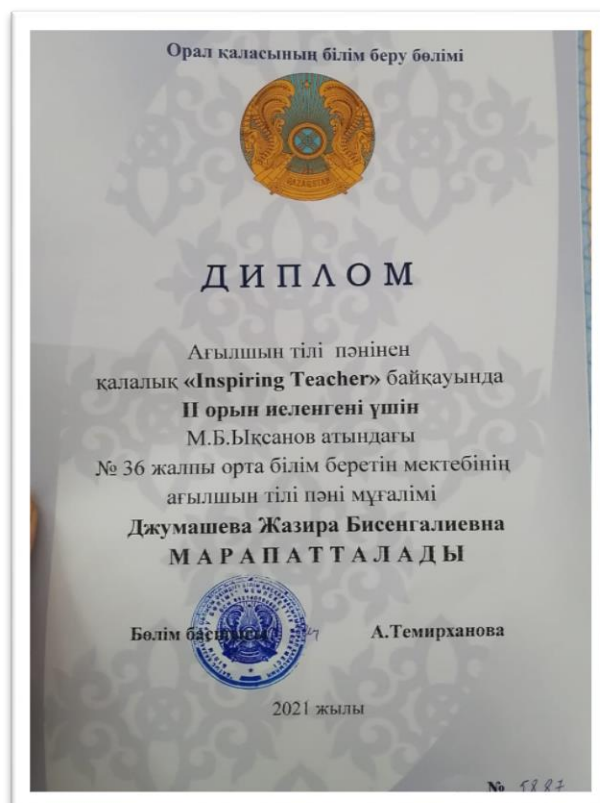 Орал қаласының білім беру бөлімі
ҚАЗАҚСТАН
ДИПЛОМ
Ағылшын тілі пәнінен
қалалық «Inspiring Teacher» байқауында
ІІ орын иеленгені үшін
М.Б.Ықсанов атындағы
№ 36 жалпы орта білім беретін мектебінің
ағылшын тілі пәні мұғалімі
Джумашева Жазира Бисенгалиевна
МАРАПАТТАЛАДЫ
Бөлім басшысы А.Темирханова
2021 жылы
№ 5887